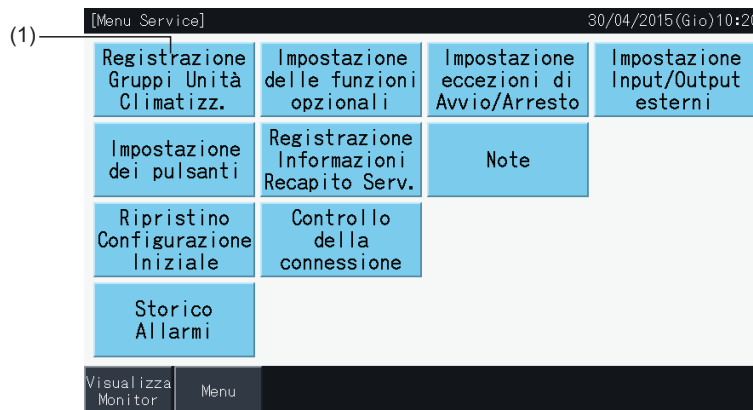 [Menu Service] 30/04/2015(Gio)10:20
(1)
Registrazione
Gruppi Unità
Climatizz.
Impostazione
delle funzioni
opzionali
Impostazione
eccezioni di
Avvio/Arresto
Impostazione
Input/Output
esterni
Impostazione
dei pulsanti
Registrazione
Informazioni
Recapito Serv.
Note
Ripristino
Configurazione
Iniziale
Controllo
della
connessione
Storico
Allarmi
Visualizza
Monitor
Menu